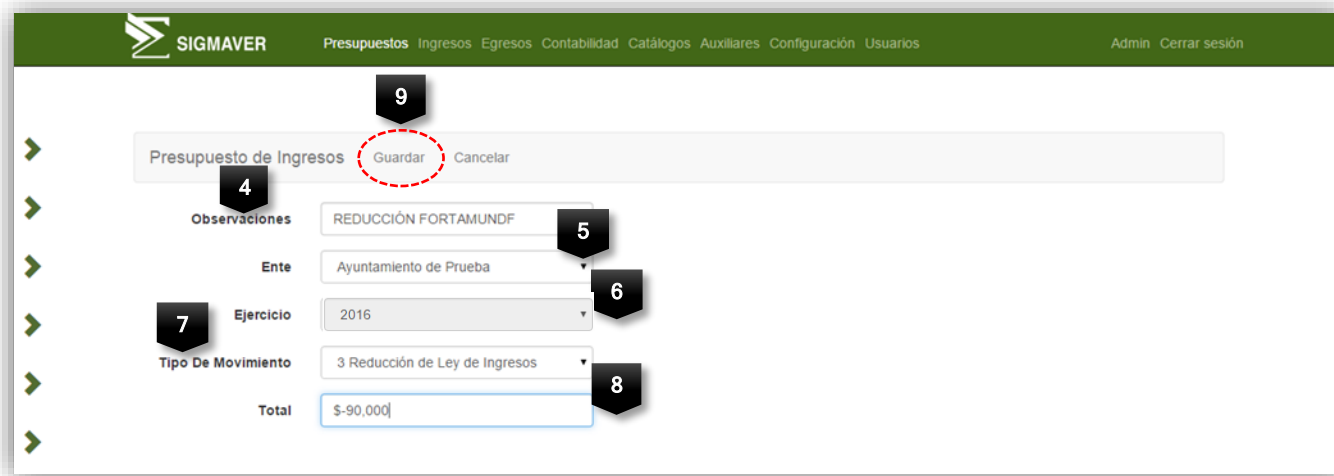 SIGMAVER Presupuestos Ingresos Egresos Contabilidad Catálogos Auxiliares Configuración Usuarios Admin Cerrar sesión
9
Presupuesto de Ingresos Guardar Cancelar
4
Observaciones REDUCCIÓN FORTAMUNDF
5
Ente Ayuntamiento de Prueba
6
Ejercicio 2016
7
Tipo De Movimiento 3 Reducción de Ley de Ingresos
8
Total $-90,000